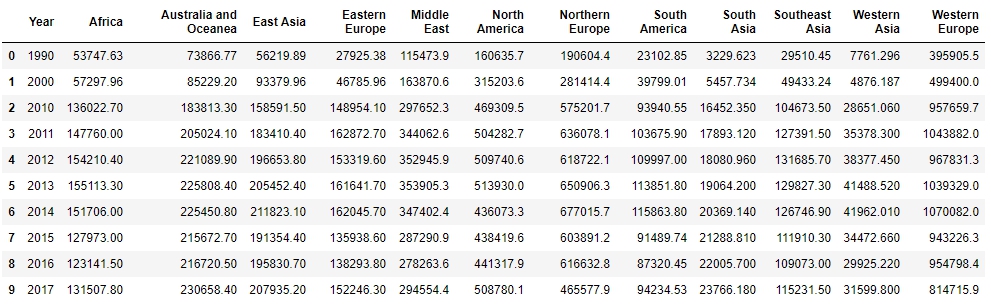 Year Africa Australia and Oceanea East Asia Eastern Europe Middle East North America Northern Europe South America South Asia Southeast Asia Western Asia Western Europe
0 1990 53747.63 73866.77 56219.89 27925.38 115473.9 160635.7 190604.4 23102.85 3229.623 29510.45 7761.296 395905.5
1 2000 57297.96 85229.20 93379.96 46785.96 163870.6 315203.6 281414.4 39799.01 5457.734 49433.24 4876.187 499400.0
2 2010 136022.70 183813.30 158591.50 148954.10 297652.3 469309.5 575201.7 93940.55 16452.350 104673.50 28651.060 957659.7
3 2011 147760.00 205024.10 183410.40 162872.70 344062.6 504282.7 636078.1 103675.90 17893.120 127391.50 35378.300 1043882.0
4 2012 154210.40 221089.90 196653.80 153319.60 352945.9 509740.6 618722.1 109997.00 18080.960 131685.70 38377.450 967831.3
5 2013 155113.30 225808.40 205452.40 161641.70 353905.3 513930.0 650906.3 113851.80 19064.200 129827.30 41488.520 1039329.0
6 2014 151706.00 225450.80 211823.10 162045.70 347402.4 436073.3 677015.7 115863.80 20369.140 126746.90 41962.010 1070082.0
7 2015 127973.00 215672.70 191354.40 135938.60 287290.9 438419.6 603891.2 91489.74 21288.810 111910.30 34472.660 943226.3
8 2016 123141.50 216720.50 195830.70 138293.80 278263.6 441317.9 616632.8 87320.45 22005.700 109073.00 29925.220 954798.4
9 2017 131507.80 230658.40 207935.20 152246.30 294554.4 508780.1 465577.9 94234.53 23766.180 115231.50 31599.800 814715.9